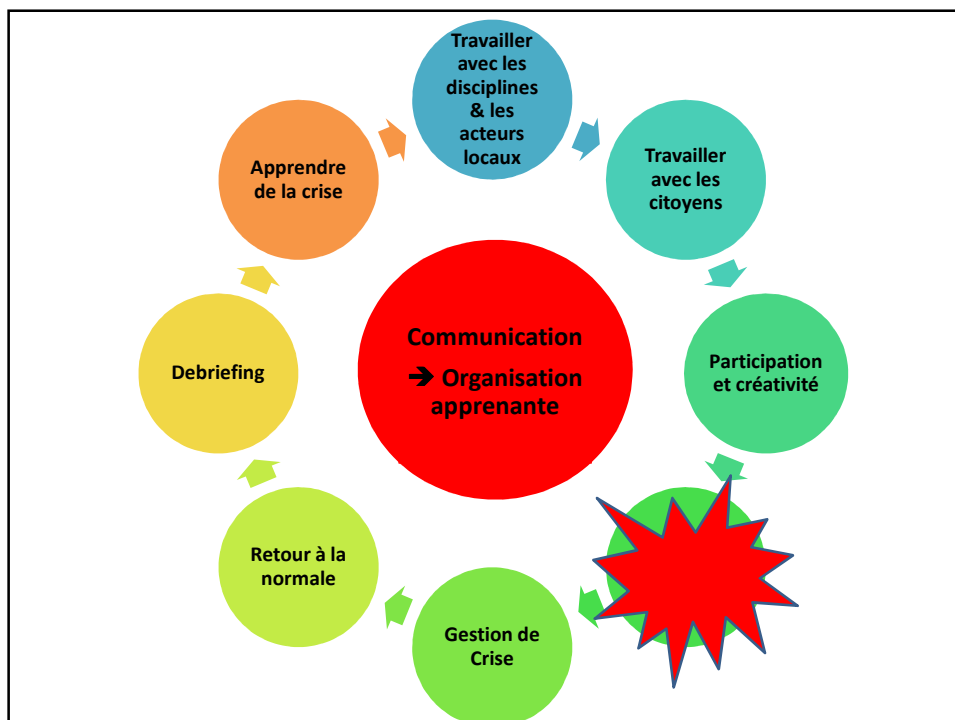 Travailler
avec les
disciplines
& les
acteurs
locaux
Travailler
avec les
citoyens
Participation
et créativité
Gestion de
Crise
Retour à la
normale
Debriefing
Apprendre
de la crise
Communication
➔ Organisation
apprenante